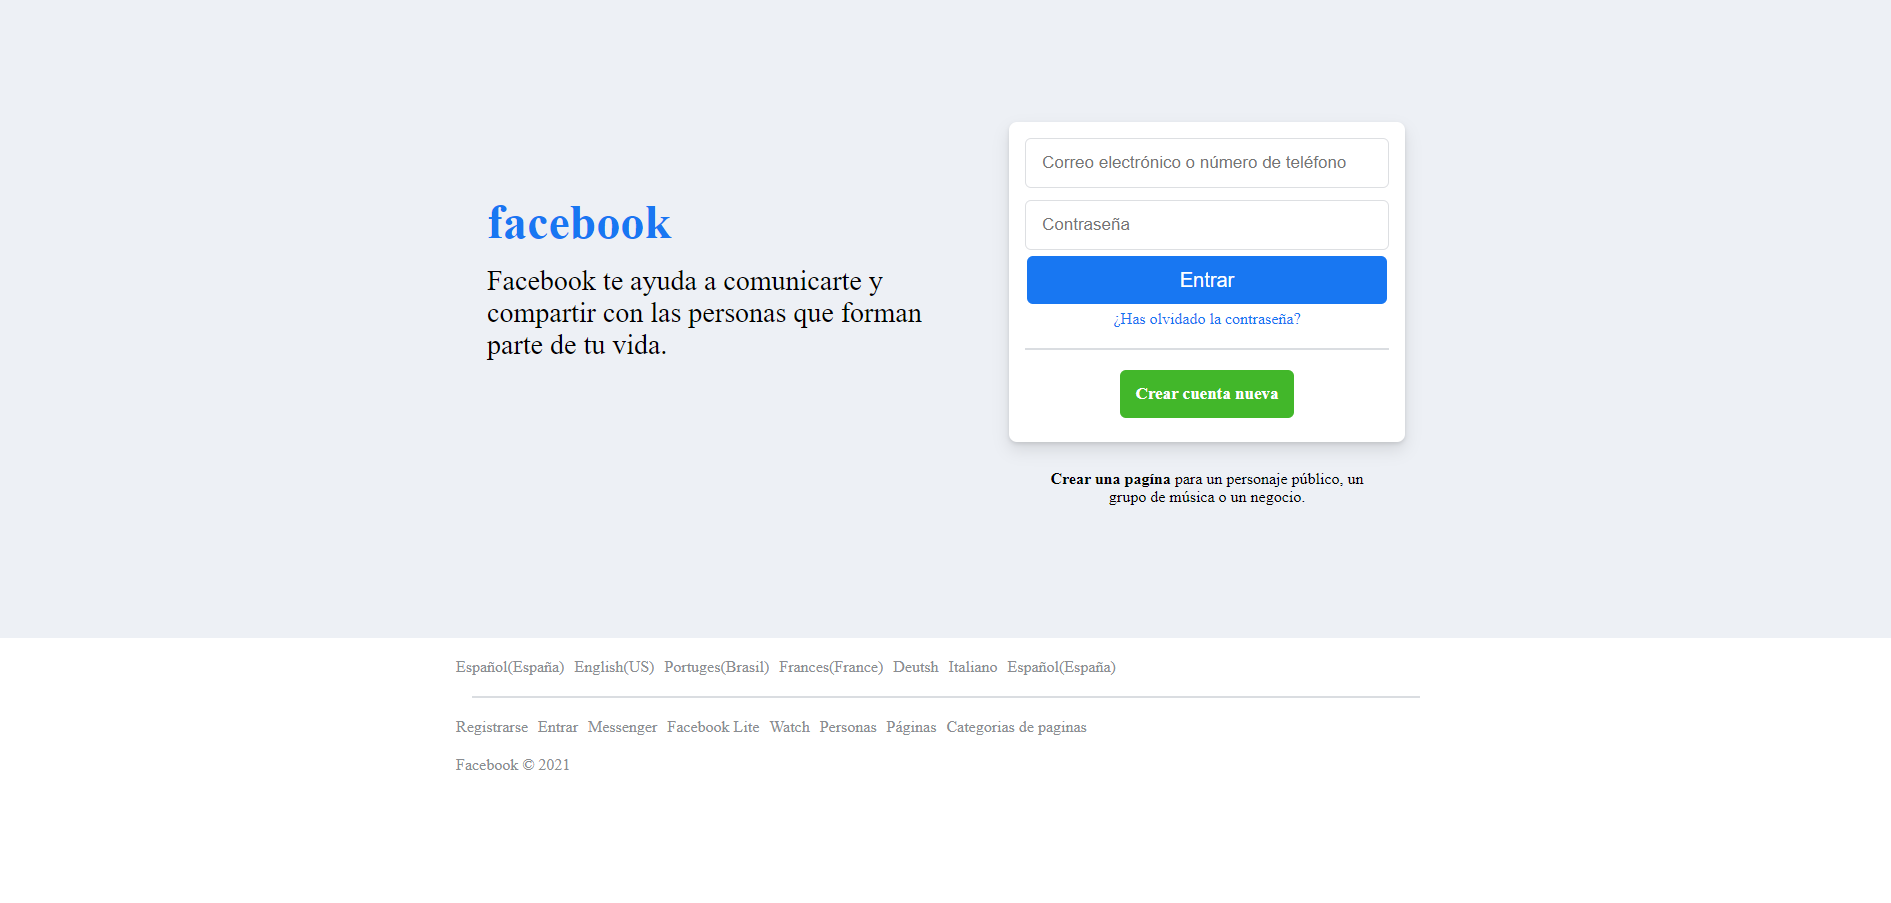 facebook
Facebook te ayuda a comunicarte y
compartir con las personas que forman
parte de tu vida.
Correo electrónico o número de teléfono
Contraseña
Entrar
¿Has olvidado la contraseña?
Crear cuenta nueva
Crear una pagína para un personaje público, un
grupo de música o un negocio.
Español(España) English(US) Portuges(Brasil) Frances(France) Deutsh Italiano Español(España)
Registrarse Entrar Messenger Facebook Lite Watch Personas Páginas Categorias de paginas
Facebook © 2021